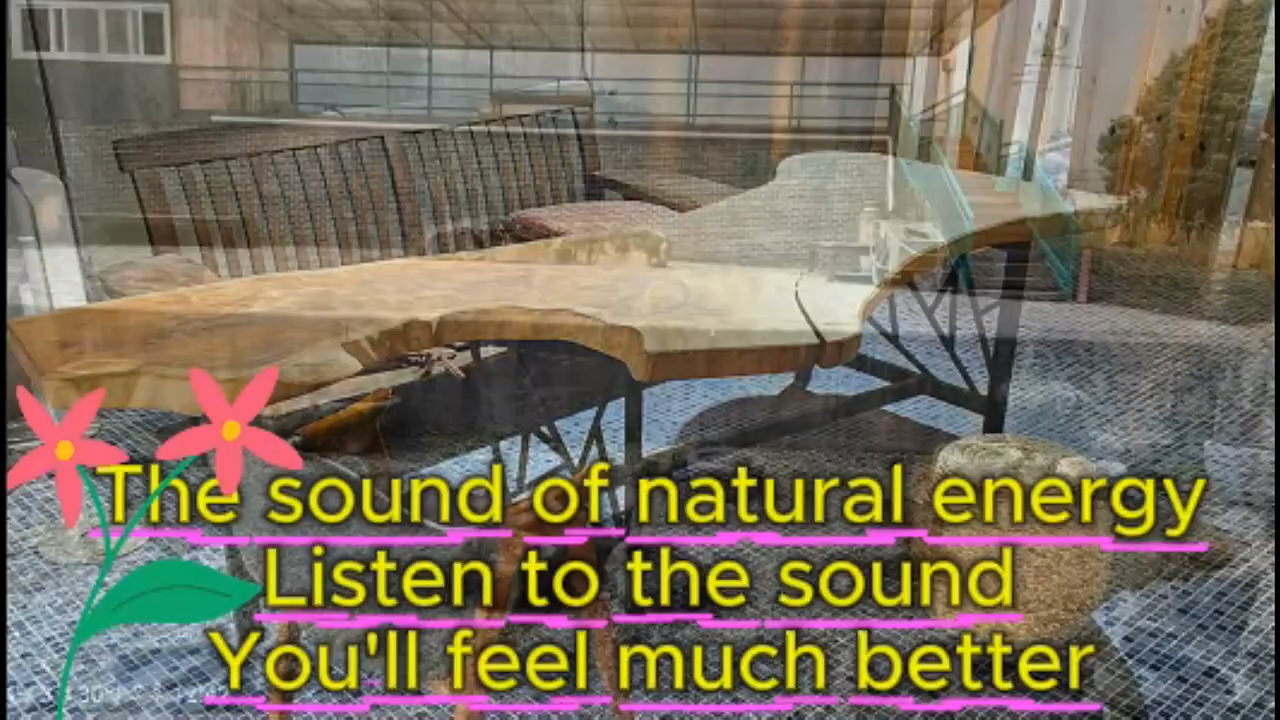 The sound of natural energy
Listen to the sound
You'll feel much better